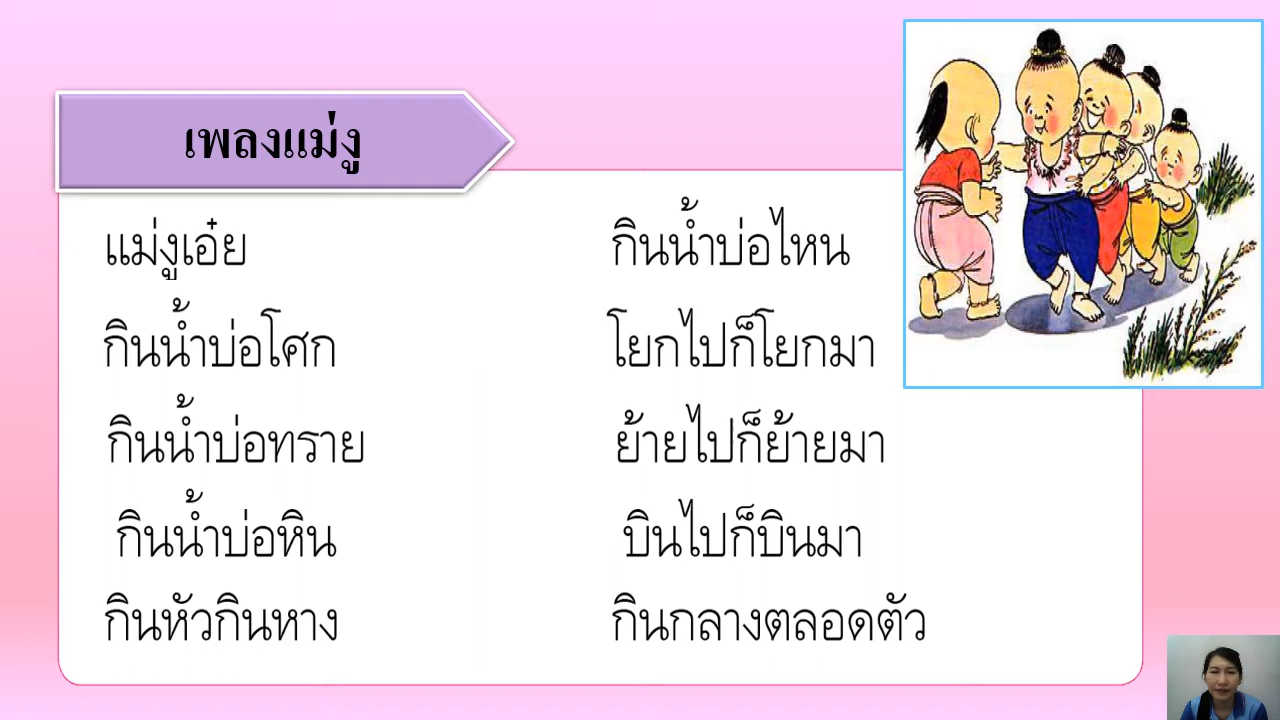 เพลงแม่งู
แม่งูเอ๋ย กินน้ำบ่อไหน
กินน้ำบ่อโศก โยกไปก็โยกมา
กินน้ำบ่อทราย ย้ายไปก็ย้ายมา
กินน้ำบ่อหิน บินไปก็บินมา
กินหัวกินหาง กินกลางตลอดตัว